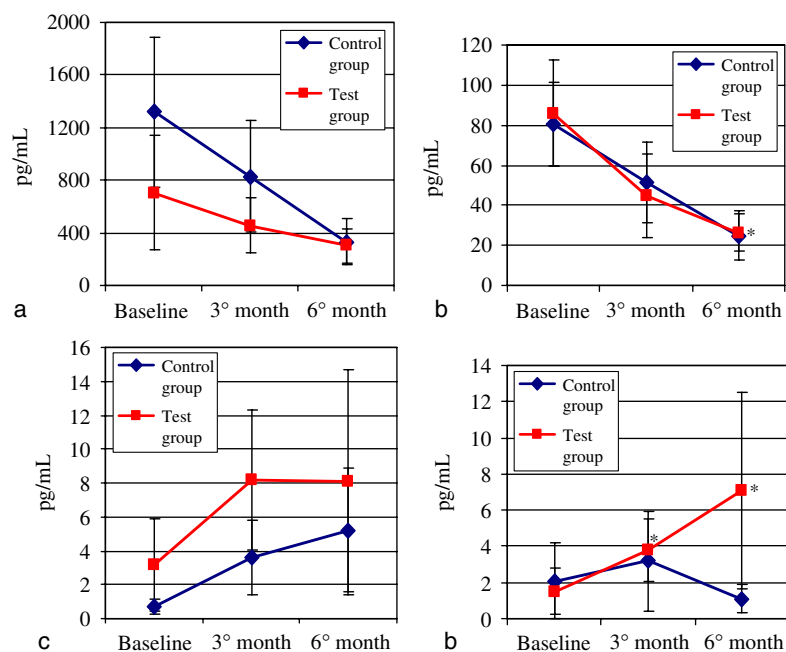 2000
1600
1200
800
400
0
pg/mL
Control
group
Test
group
Baseline 3° month 6° month
a
120
100
80
60
40
20
0
pg/mL
Control
group
Test
group
*
Baseline 3° month 6° month
b
16
14
12
10
8
6
4
2
0
pg/mL
Control
group
Test
group
Baseline 3° month 6° month
c
14
12
10
8
6
4
2
0
pg/mL
Control
group
Test
group
*
*
Baseline 3° month 6° month
b